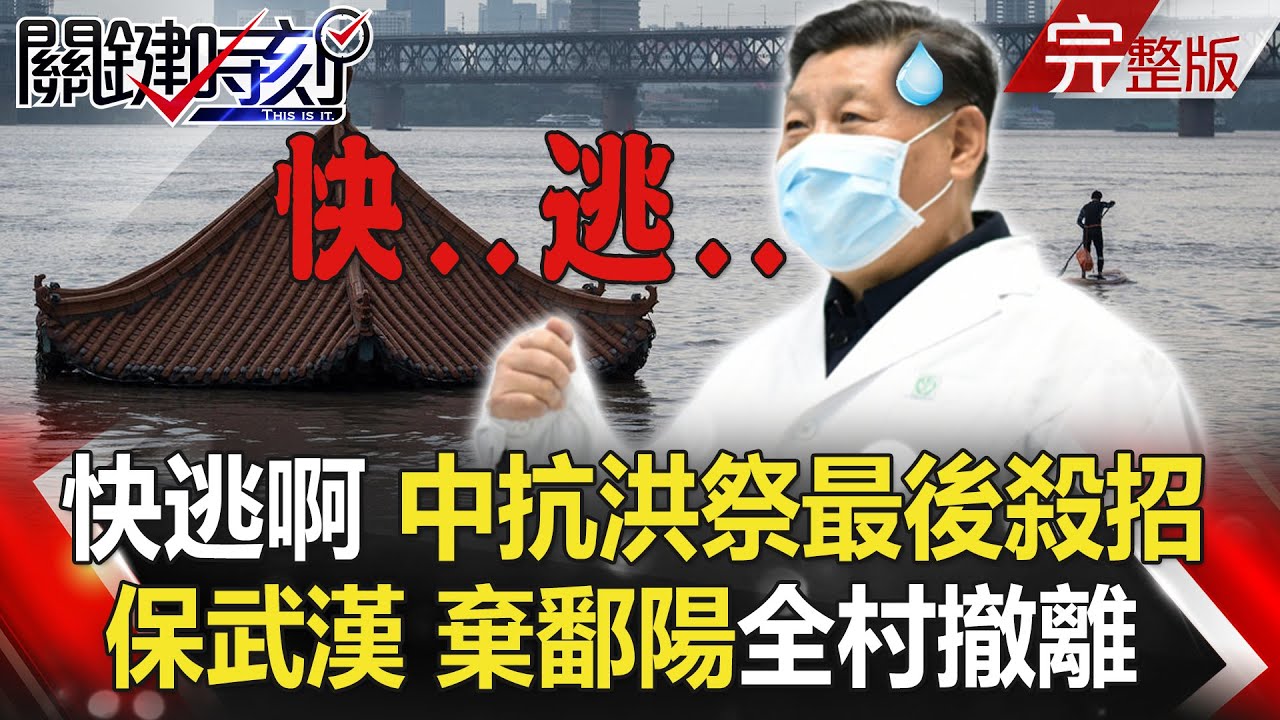 關鍵時刻
THIS IS IT.
完整版
快..逃..
快逃啊 中抗洪祭最後殺招
保武漢 棄鄱陽全村撤離